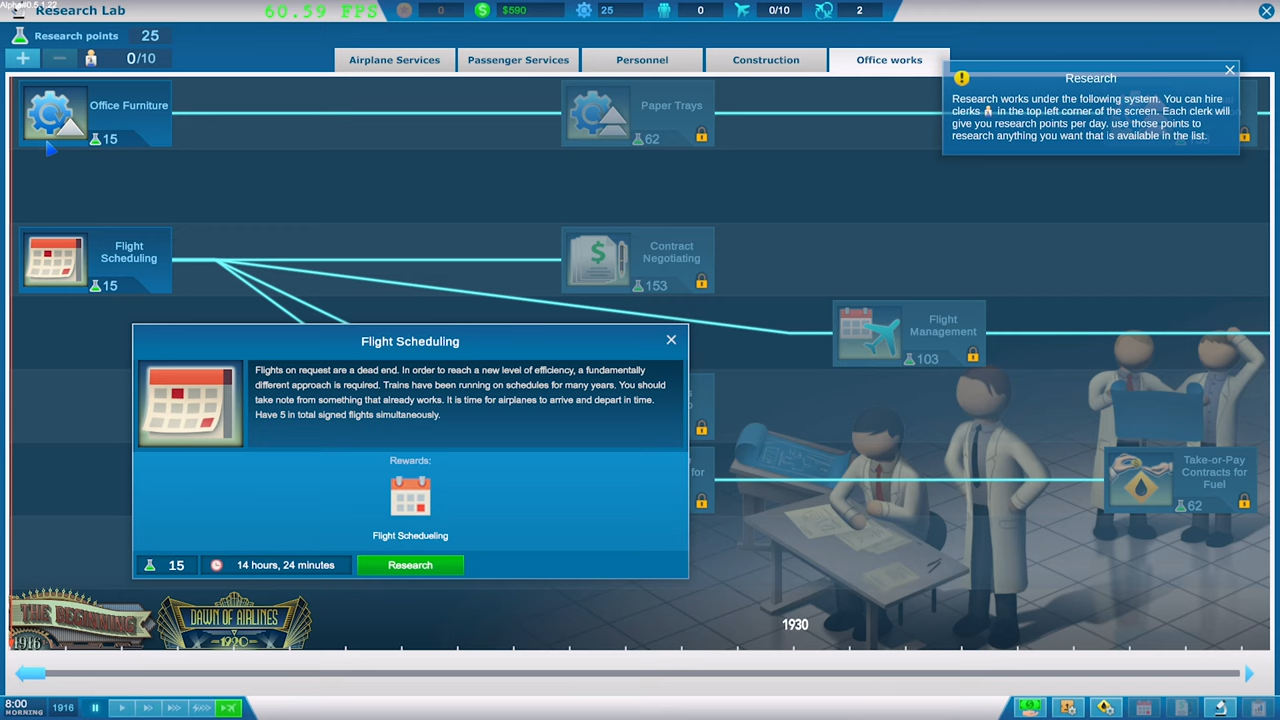 Alpha#0.5.1.22
Research Lab
60.59 FPS
0
$590
25
0
0/10
2
Research points 25
0/10
Airplane Services
Passenger Services
Personnel
Construction
Office works
Research
Research works under the following system. You can hire
clerks in the top left corner of the screen. Each clerk will
give you research points per day. use those points to
research anything you want that is available in the list.
Office Furniture
15
Paper Trays
62
Flight
Scheduling
15
Contract
Negotiating
153
Flight
Management
103
Flight Scheduling
Flights on request are a dead end. In order to reach a new level of efficiency, a fundamentally
different approach is required. Trains have been running on schedules for many years. You should
take note from something that already works. It is time for airplanes to arrive and depart in time.
Have 5 in total signed flights simultaneously.
Rewards:
Flight Schedueling
15
14 hours, 24 minutes
Research
for
Take-or-Pay
Contracts for
Fuel
62
THE BEGINNING
1916
DAWN OF AIRLINES
1920
1930
8:00
MORNING
1916